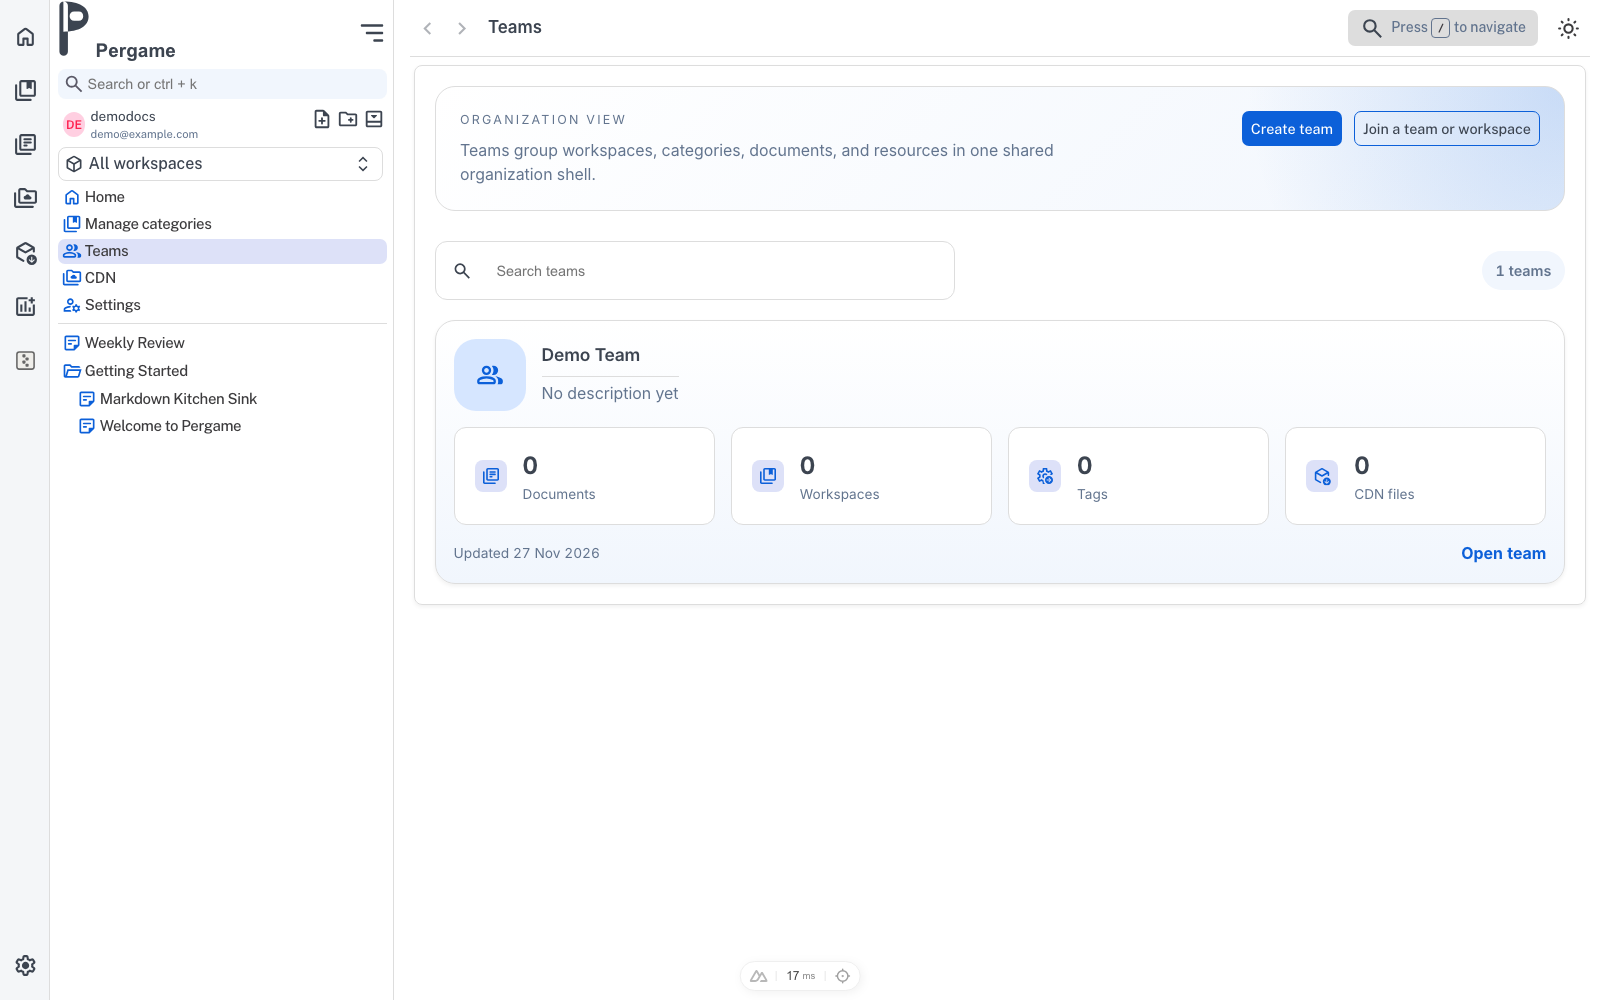 Pergame
Search or ctrl + k
DE
demodocs
demo@example.com
All workspaces
Home
Manage categories
Teams
CDN
Settings
Weekly Review
Getting Started
Markdown Kitchen Sink
Welcome to Pergame
Teams
Press / to navigate
ORGANIZATION VIEW
Teams group workspaces, categories, documents, and resources in one shared
organization shell.
Create team
Join a team or workspace
Search teams
1 teams
Demo Team
No description yet
0
Documents
0
Workspaces
0
Tags
0
CDN files
Updated 27 Nov 2026
Open team
17 ms